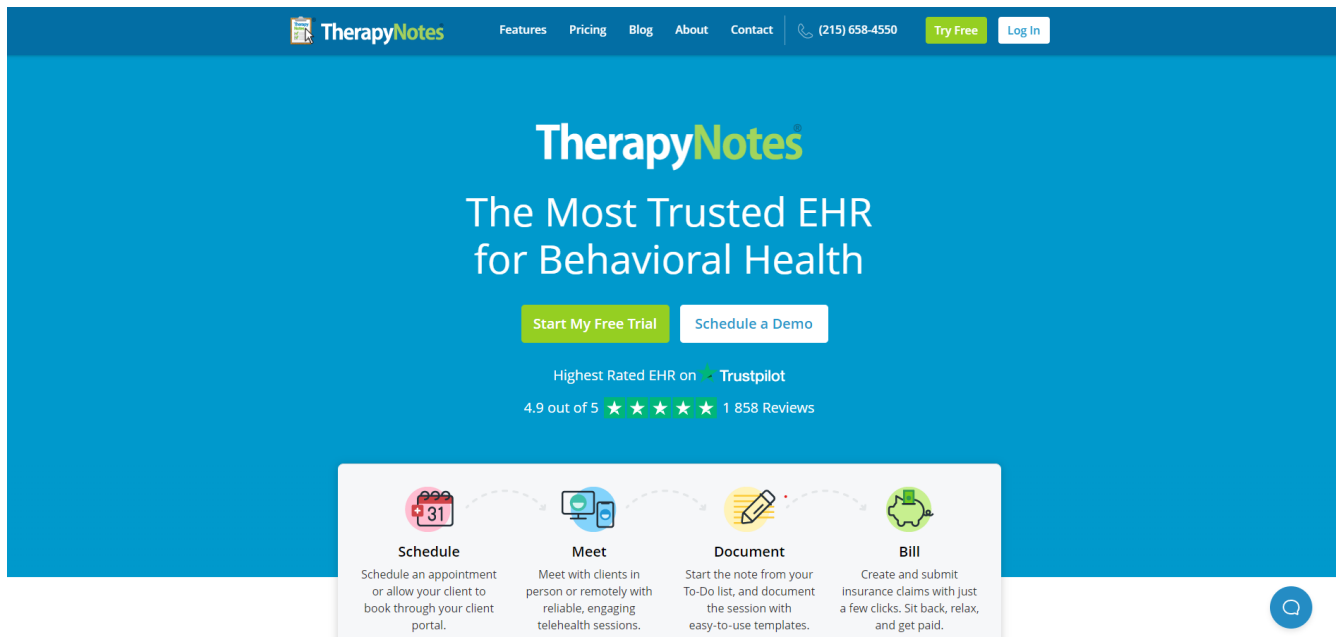 TherapyNotes
Features Pricing Blog About Contact (215) 658-4550 Try Free Log In
TherapyNotes®
The Most Trusted EHR
for Behavioral Health
Start My Free Trial Schedule a Demo
Highest Rated EHR on Trustpilot
4.9 out of 5 1 858 Reviews
31
Schedule
Schedule an appointment
or allow your client to
book through your client
portal.
Meet
Meet with clients in
person or remotely with
reliable, engaging
telehealth sessions.
Document
Start the note from your
To-Do list, and document
the session with
easy-to-use templates.
Bill
Create and submit
insurance claims with just
a few clicks. Sit back, relax,
and get paid.